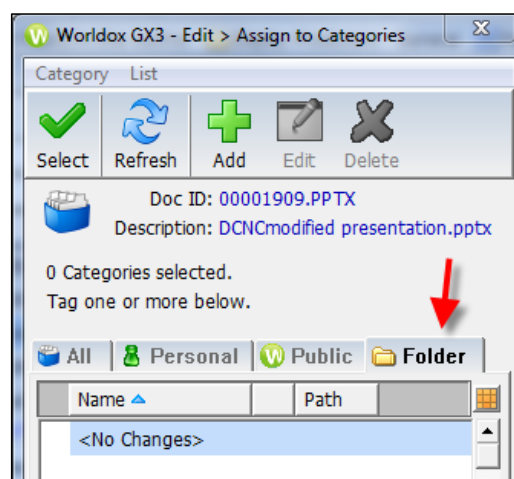 Worldox GX3 - Edit > Assign to Categories
Category List
Select Refresh Add Edit Delete
Doc ID: 00001909.PPTX
Description: DCNCmodified presentation.pptx
0 Categories selected.
Tag one or more below.
All Personal W Public Folder
Name Path
<No Changes>